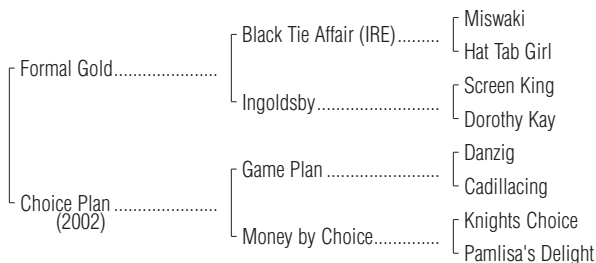 Miswaki
Black Tie Affair (IRE).........
Hat Tab Girl
Formal Gold......................
Screen King
Ingoldsby..........................
Dorothy Kay
Danzig
Game Plan ........................
Cadillacing
Choice Plan ......................
(2002)
Knights Choice
Money by Choice..............
Pamlisa's Delight